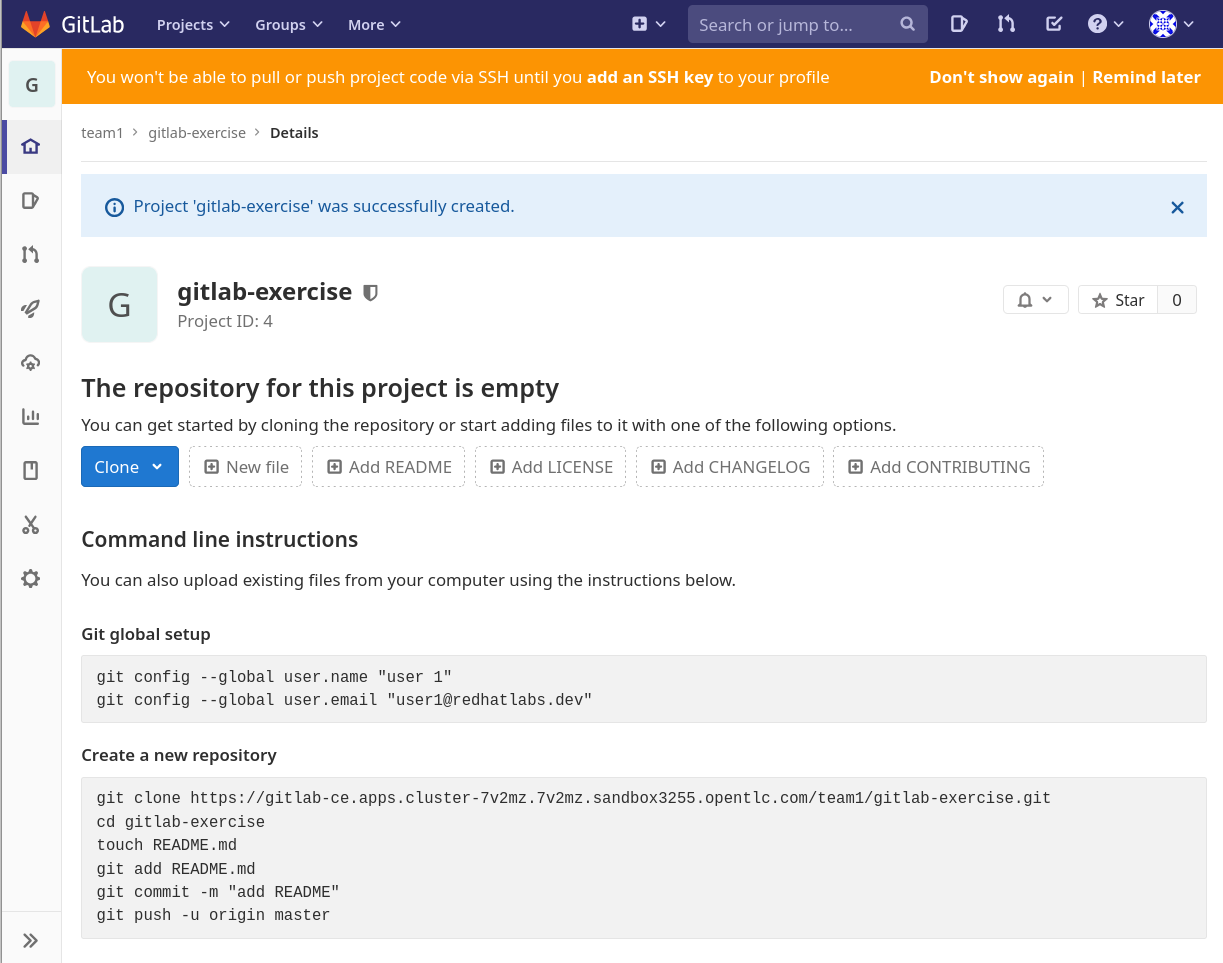 GitLab Projects Groups More Search or jump to...
G
You won't be able to pull or push project code via SSH until you add an SSH key to your profile Don't show again | Remind later
team1 > gitlab-exercise > Details
Project 'gitlab-exercise' was successfully created.
G
gitlab-exercise
Project ID: 4
Star 0
The repository for this project is empty
You can get started by cloning the repository or start adding files to it with one of the following options.
Clone New file Add README Add LICENSE Add CHANGELOG Add CONTRIBUTING
Command line instructions
You can also upload existing files from your computer using the instructions below.
Git global setup
git config --global user.name "user 1"
git config --global user.email "user1@redhatlabs.dev"
Create a new repository
git clone https://gitlab-ce.apps.cluster-7v2mz.7v2mz.sandbox3255.opentlc.com/team1/gitlab-exercise.git
cd gitlab-exercise
touch README.md
git add README.md
git commit -m "add README"
git push -u origin master